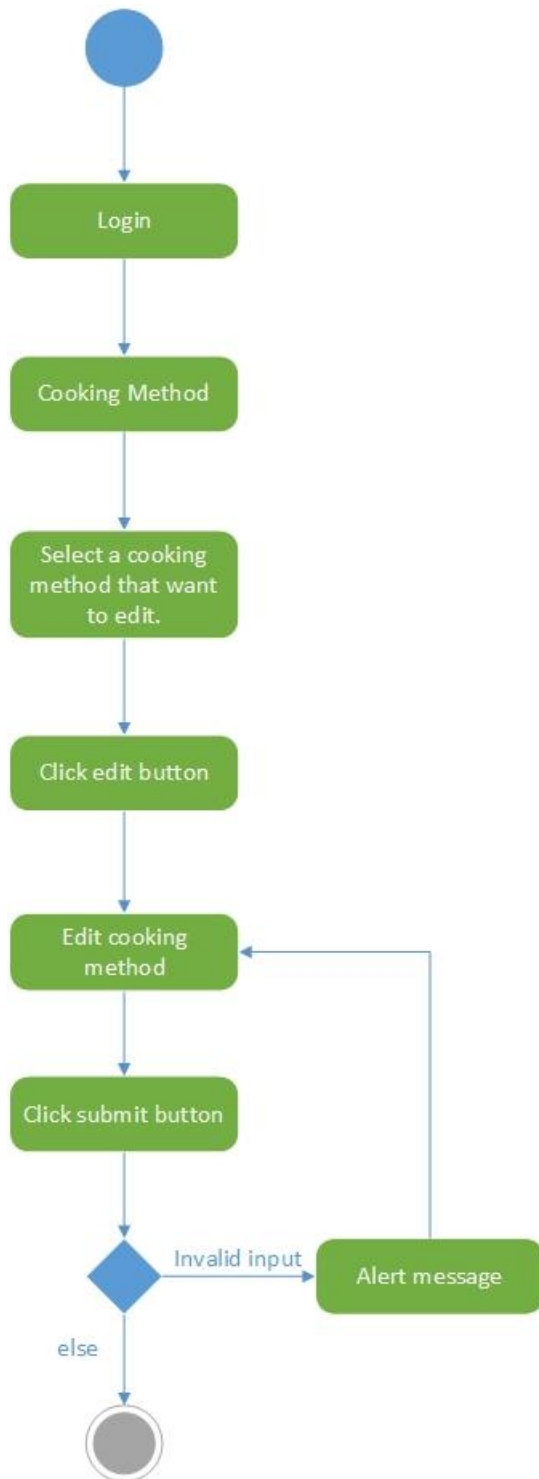 Login
Cooking Method
Select a cooking
method that want
to edit.
Click edit button
Edit cooking
method
Click submit button
Invalid input
Alert message
else